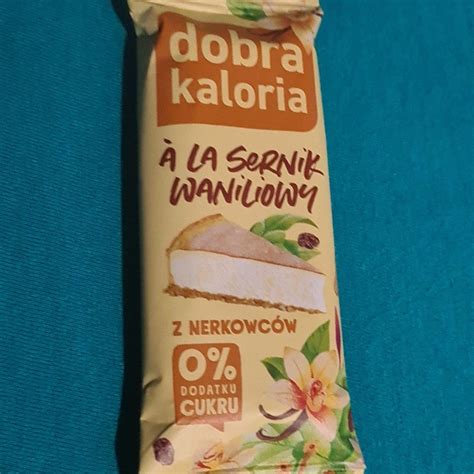 dobra
kaloria
À LA SERNIK
WANILIOWY
Z NERKOWCÓW
0%
DODATKU
CUKRU